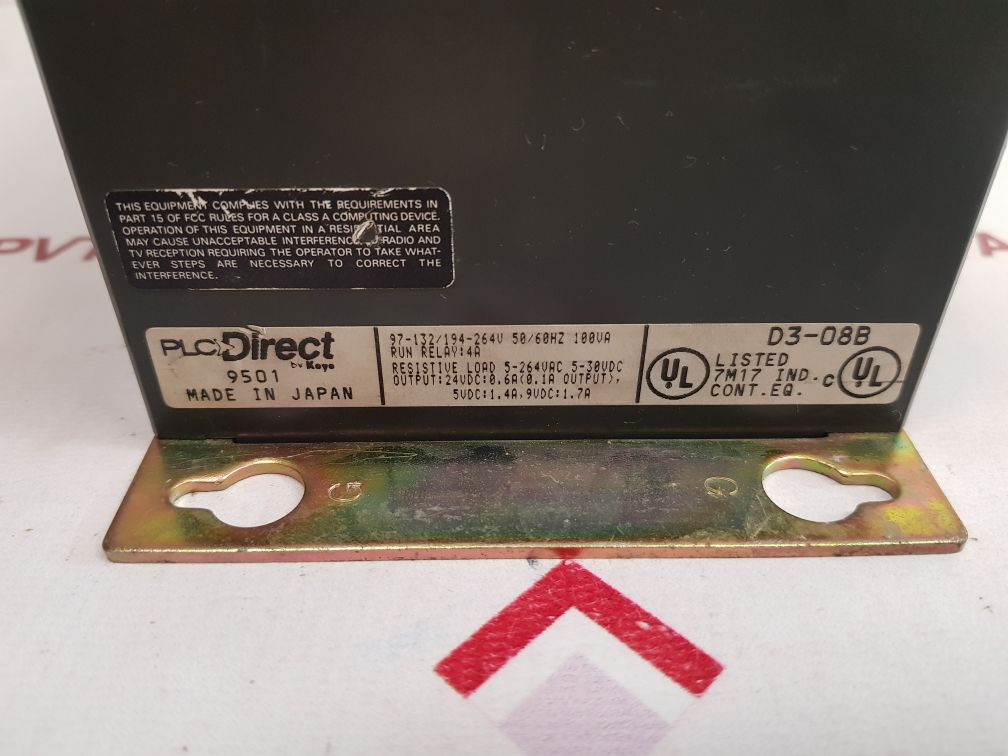 THIS EQUIPMENT COMPLIES WITH THE REQUIREMENTS IN
PART 15 OF FCC RULES FOR A CLASS A COMPUTING DEVICE.
OPERATION OF THIS EQUIPMENT IN A RESIDENTIAL AREA
MAY CAUSE UNACCEPTABLE INTERFERENCE TO RADIO AND
TV RECEPTION REQUIRING THE OPERATOR TO TAKE WHAT-
EVER STEPS ARE NECESSARY TO CORRECT THE
INTERFERENCE.
PLC Direct
by Koyo
9501
MADE IN JAPAN
97-132/194-264V 50/60HZ 100VA
RUN RELAY:4A
RESISTIVE LOAD 5-264VAC 5-30VDC
OUTPUT:24VDC:0.6A(0.1A OUTPUT),
5VDC:1.4A,9VDC:1.7A
D3-08B
UL LISTED
7M17 IND.
CONT.EQ.
c UL